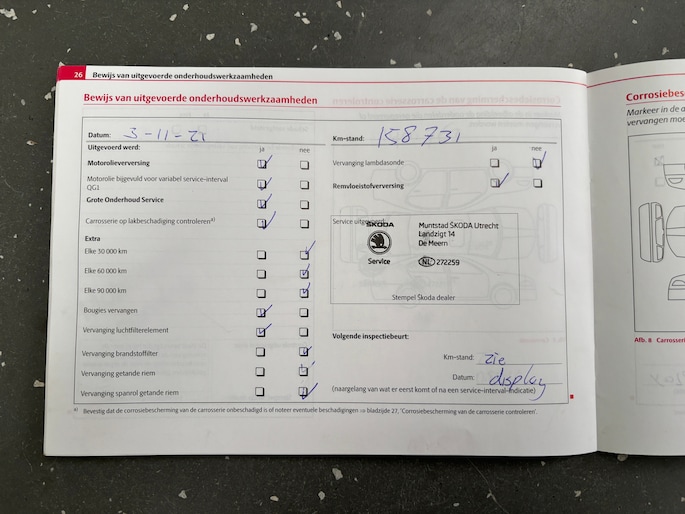 26 Bewijs van uitgevoerde onderhoudswerkzaamheden
Bewijs van uitgevoerde onderhoudswerkzaamheden
Datum: 3-11-21
Km-stand: 158731
Uitgevoerd werd: ja nee
ja nee
Motorolieverversing
Vervanging lambdasonde
Motorolie bijgevuld voor variabel service-interval
QG1
Remvloeistofverversing
Grote Onderhoud Service
Carrosserie op lakbeschadiging controleren a)
Service uitgevoerd:
ŠKODA
Service
Muntstad ŠKODA Utrecht
Landzigt 14
De Meern
NL 272259
Stempel Škoda dealer
Extra
Elke 30 000 km
Elke 60 000 km
Elke 90 000 km
Bougies vervangen
Vervanging luchtfilterelement
Vervanging brandstoffilter
Vervanging getande riem
Vervanging spanrol getande riem
Volgende inspectiebeurt:
Km-stand: zie
Datum: display
(naargelang van wat er eerst komt of na een service-interval-indicatie)
a) Bevestig dat de corrosiebescherming van de carrosserie onbeschadigd is of noteer eventuele beschadigingen ⇒ bladzijde 27, 'Corrosiebescherming van de carrosserie controleren'.
Corrosiebes
Markeer in de a
vervangen moe
Afb. 8 Carrosseri